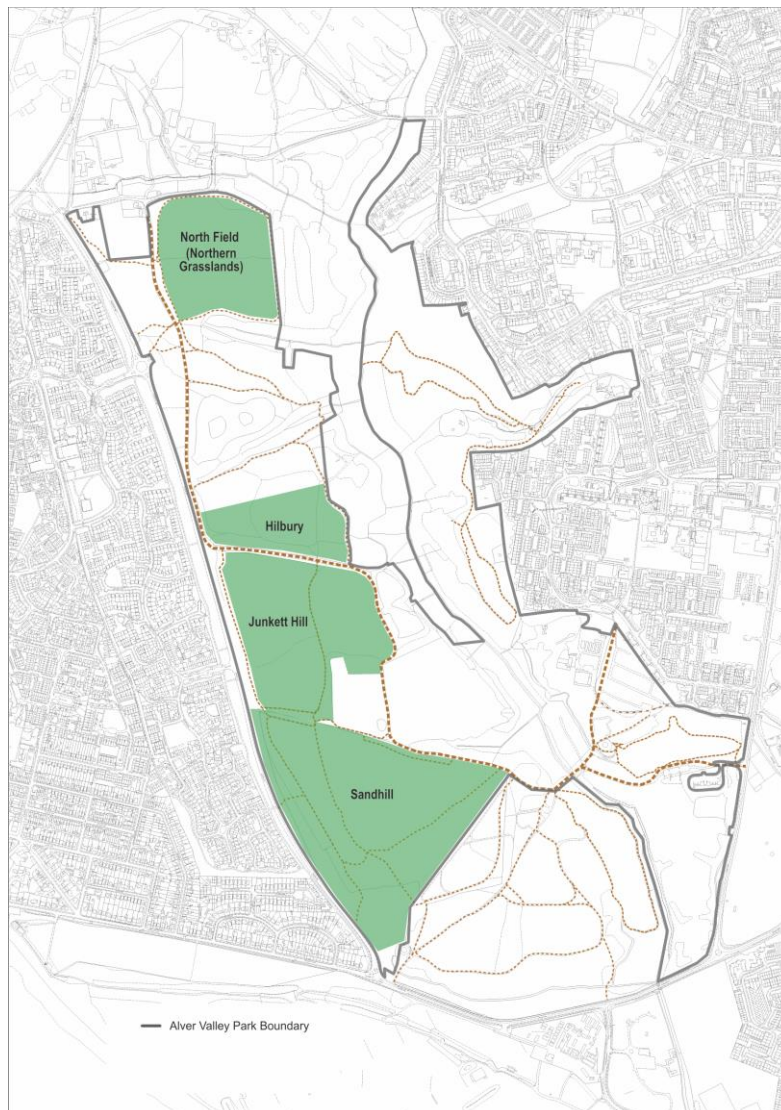 North Field
(Northern
Grasslands)
Hilbury
Junkett Hill
Sandhill
Alver Valley Park Boundary